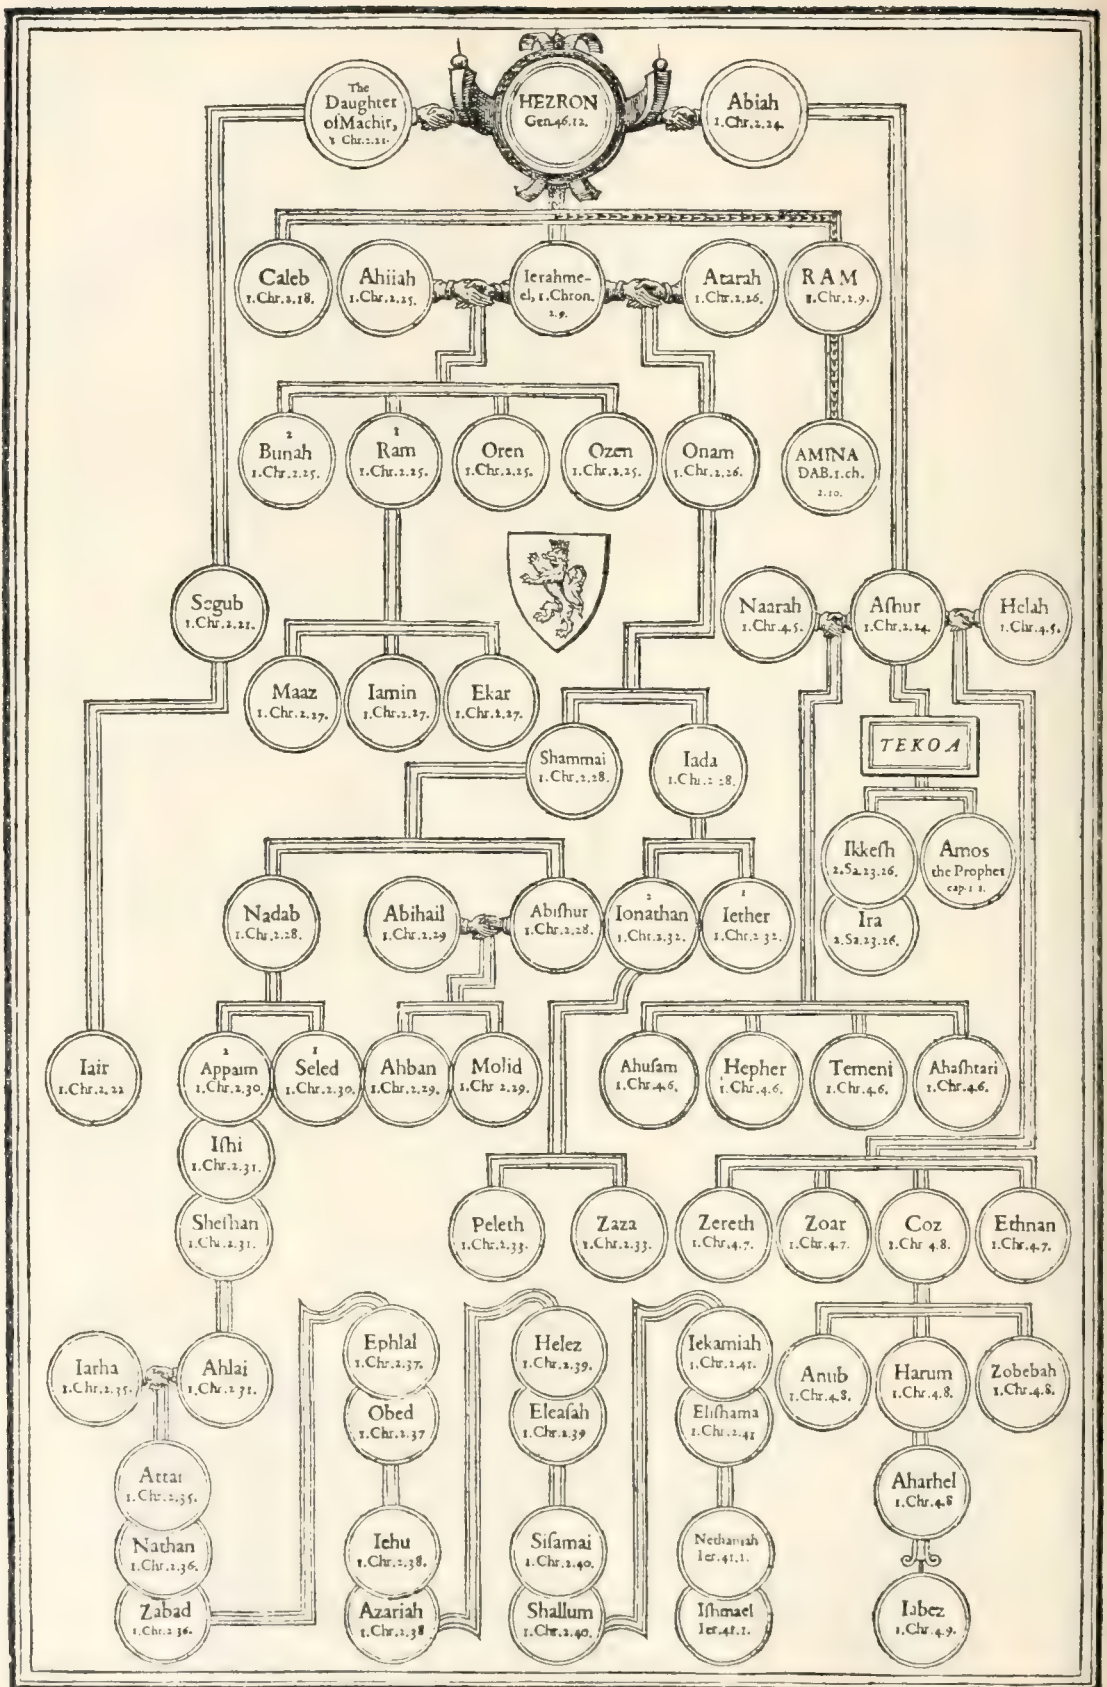 The
Daughter
of Machir,
1 Chr.2.21.
HEZRON
Gen.46.12.
Abiah
1.Chr.2.24.
Caleb
1.Chr.2.18.
Ahiiah
1.Chr.2.25.
Ierahme-
el, 1.Chron.
2.9.
Atarah
1.Chr.2.26.
RAM
1.Chr.2.9.
2
Bunah
1.Chr.2.25.
1
Ram
1.Chr.2.25.
Oren
1.Chr.2.25.
Ozen
1.Chr.2.25.
Onam
1.Chr.2.26.
AMINA
DAB.1.ch.
2.10.
Segub
1.Chr.2.21.
Naarah
1.Chr.4.5.
Aſhur
1.Chr.2.24.
Helah
1.Chr.4.5.
Maaz
1.Chr.2.27.
Iamin
1.Chr.2.27.
Ekar
1.Chr.2.27.
TEKOA
Shammai
1.Chr.2.28.
Iada
1.Chr.2.28.
Ikkeſh
2.Sa.23.26.
Amos
the Prophet
cap.1 1.
Nadab
1.Chr.2.28.
Abihail
1.Chr.2.29
Abiſhur
1.Chr.2.28.
2
Ionathan
1.Chr.2.32.
1
Iether
1.Chr.2 32.
Ira
2.Sa.23.26.
Iair
1.Chr.2.22
2
Appaim
1.Chr.2.30.
1
Seled
1.Chr.2.30.
Ahban
1.Chr.2.29.
Molid
1.Chr 2.29.
Ahuſam
1.Chr.4.6.
Hepher
1.Chr.4.6.
Temeni
1.Chr.4.6.
Ahaſhtari
1.Chr.4.6.
Iſhi
1.Chr.2.31.
Sheſhan
1.Chr.2.31.
Peleth
1.Chr.2.33.
Zaza
1.Chr.2.33.
Zereth
1.Chr.4.7.
Zoar
1.Chr.4.7.
Coz
1.Chr 4.8.
Ethnan
1.Chr.4.7.
Iarha
1.Chr.2.35.
Ahlai
1.Chr.2 31.
Ephlal
1.Chr.2.37.
Helez
1.Chr.2.39.
Iekamiah
1.Chr.2.41.
Anub
1.Chr.4.8.
Harum
1.Chr.4.8.
Zobebah
1.Chr.4.8.
Obed
1.Chr.2.37
Eleaſah
1.Chr.2.39
Eliſhama
1.Chr.2.41
Attai
1.Chr.2.35.
Aharhel
1.Chr.4.8
Nathan
1.Chr.2.36.
Iehu
1.Chr.2.38.
Siſamai
1.Chr.2.40.
Nethaniah
Ier.41.1.
Zabad
1.Chr.2 36.
Azariah
1.Chr.2.38
Shallum
1.Chr.2.40.
Iſhmael
Ier.41.1.
Iabez
1.Chr.4.9.